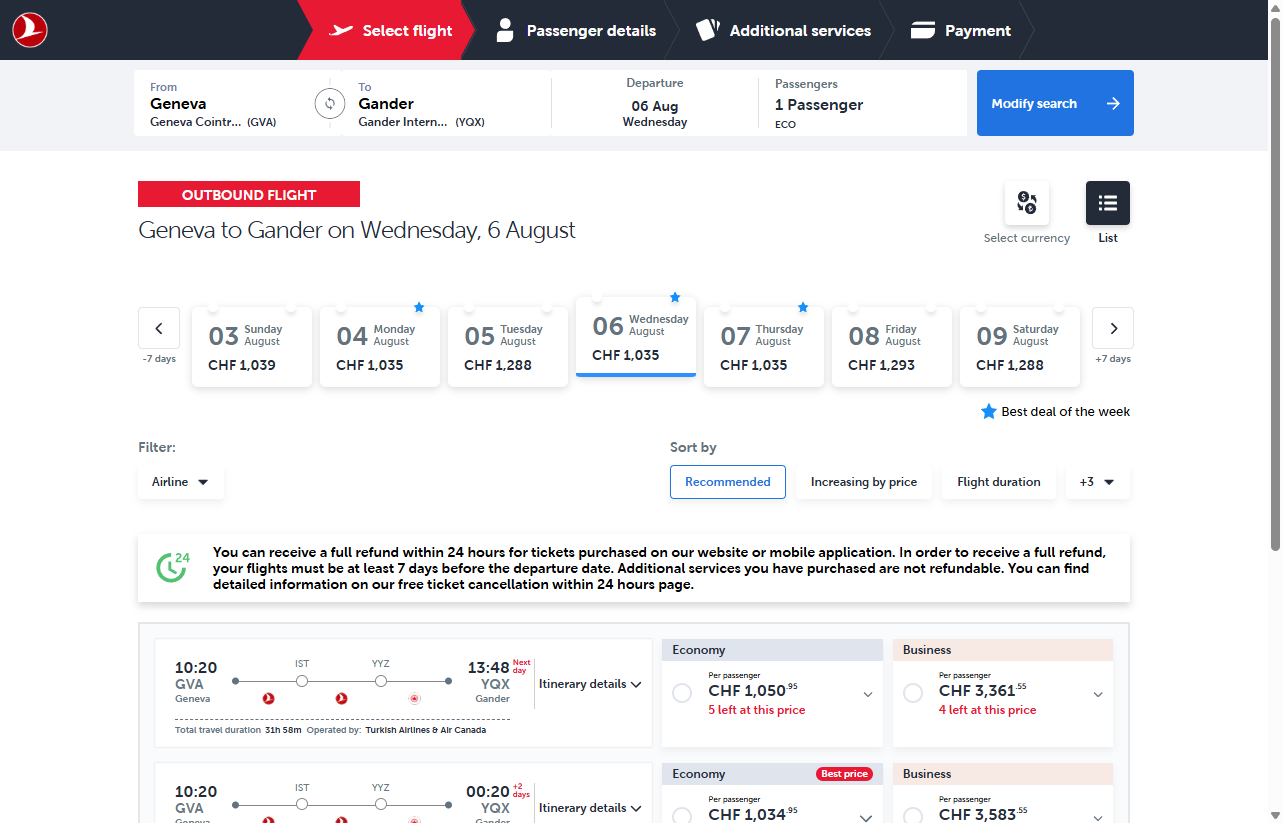 Select flight
Passenger details
Additional services
Payment
From
Geneva
Geneva Cointr... (GVA)
To
Gander
Gander Intern... (YQX)
Departure
06 Aug
Wednesday
Passengers
1 Passenger
ECO
Modify search
OUTBOUND FLIGHT
Geneva to Gander on Wednesday, 6 August
Select currency
List
-7 days
03 Sunday August
CHF 1,039
04 Monday August
CHF 1,035
05 Tuesday August
CHF 1,288
06 Wednesday August
CHF 1,035
07 Thursday August
CHF 1,035
08 Friday August
CHF 1,293
09 Saturday August
CHF 1,288
+7 days
Best deal of the week
Filter:
Airline
Sort by
Recommended
Increasing by price
Flight duration
+3
24
You can receive a full refund within 24 hours for tickets purchased on our website or mobile application. In order to receive a full refund,
your flights must be at least 7 days before the departure date. Additional services you have purchased are not refundable. You can find
detailed information on our free ticket cancellation within 24 hours page.
10:20
GVA
Geneva
IST
YYZ
13:48 Next day
YQX
Gander
Itinerary details
Total travel duration 31h 58m Operated by: Turkish Airlines & Air Canada
Economy
Per passenger
CHF 1,050.95
5 left at this price
Business
Per passenger
CHF 3,361.55
4 left at this price
10:20
GVA
Geneva
IST
YYZ
00:20 +2 days
YQX
Gander
Itinerary details
Economy
Best price
Per passenger
CHF 1,034.95
Business
Per passenger
CHF 3,583.55